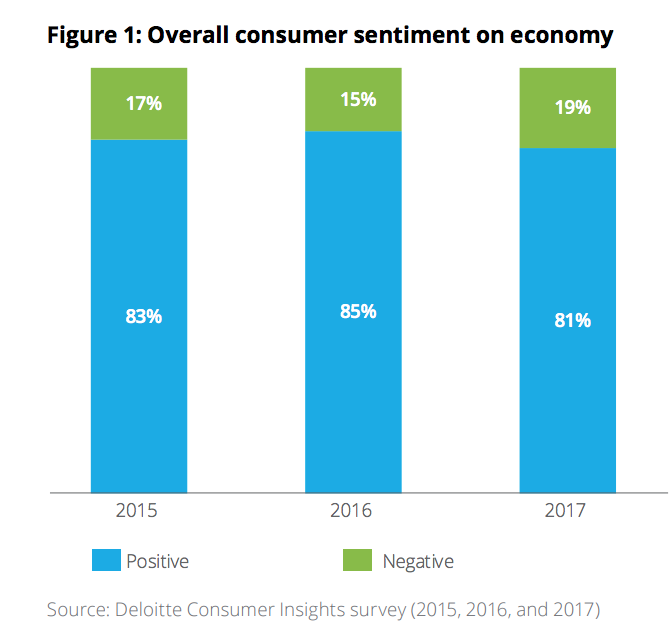 Figure 1: Overall consumer sentiment on economy
17% 15% 19%
83% 85% 81%
2015 2016 2017
Positive Negative
Source: Deloitte Consumer Insights survey (2015, 2016, and 2017)